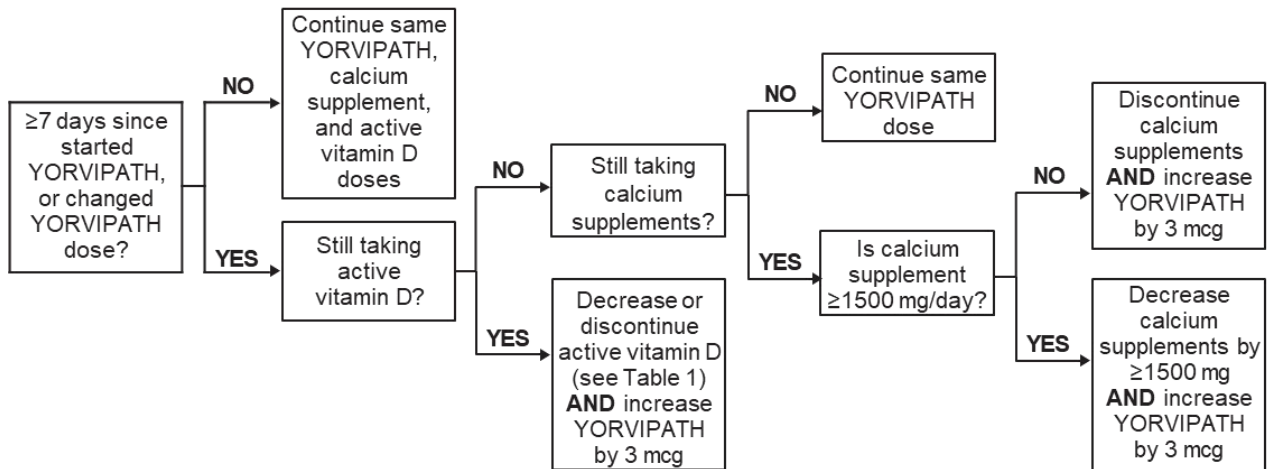 ≥7 days since
started
YORVIPATH,
or changed
YORVIPATH
dose?
NO
Continue same
YORVIPATH,
calcium
supplement,
and active
vitamin D
doses
YES
Still taking
active
vitamin D?
NO
Still taking
calcium
supplements?
YES
Decrease or
discontinue
active vitamin D
(see Table 1)
AND increase
YORVIPATH
by 3 mcg
NO
Continue same
YORVIPATH
dose
YES
Is calcium
supplement
≥1500 mg/day?
NO
Discontinue
calcium
supplements
AND increase
YORVIPATH
by 3 mcg
YES
Decrease
calcium
supplements by
≥1500 mg
AND increase
YORVIPATH
by 3 mcg